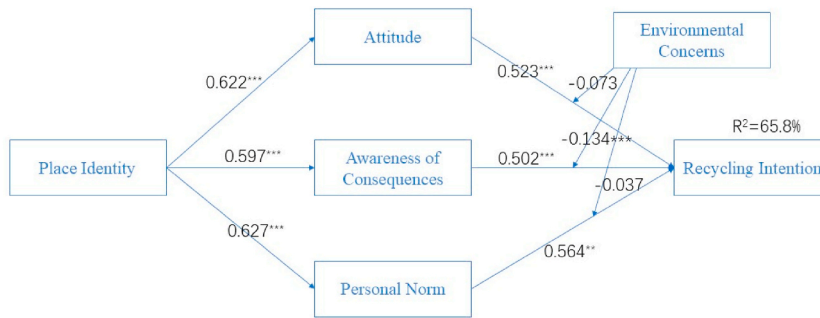 Attitude
Environmental
Concerns
0.622***
0.523***
-0.073
R²=65.8%
Place Identity
0.597***
Awareness of
Consequences
0.502***
-0.134***
Recycling Intention
-0.037
0.627***
0.564**
Personal Norm